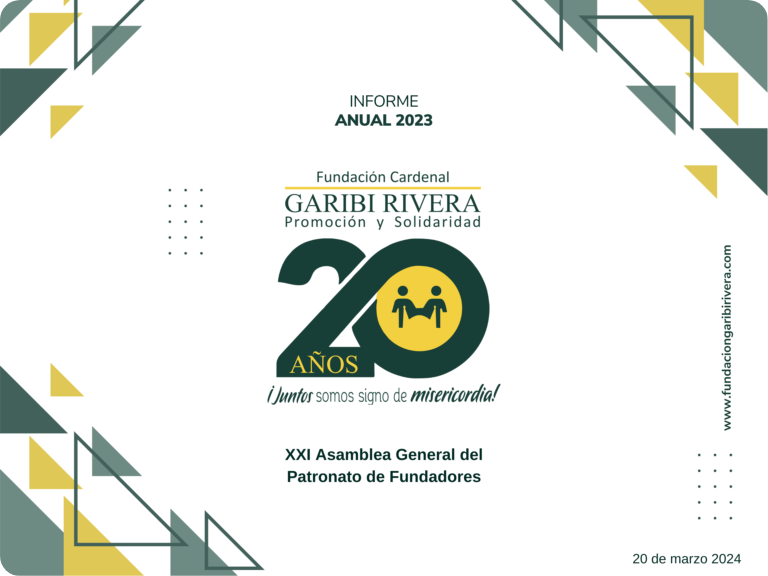 INFORME
ANUAL 2023
Fundación Cardenal
GARIBI RIVERA
Promoción y Solidaridad
20
AÑOS
¡Juntos somos signo de misericordia!
www.fundaciongaribirivera.com
XXI Asamblea General del
Patronato de Fundadores
20 de marzo 2024